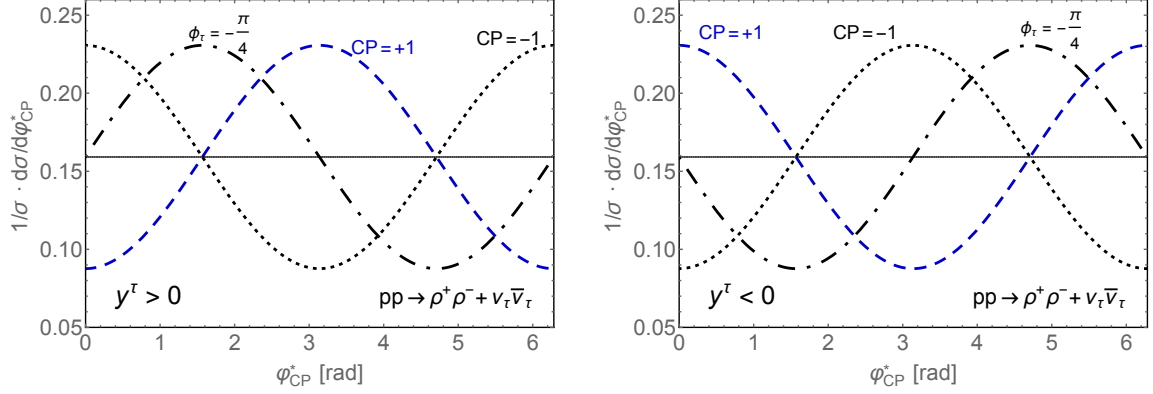 0.25
0.20
0.15
0.10
0.05
1/σ · dσ/dφ*CP
ϕτ = −π/4
CP = +1
CP = −1
yτ > 0
pp → ρ+ρ− + ντν̅τ
0 1 2 3 4 5 6
φ*CP [rad]
0.25
0.20
0.15
0.10
0.05
1/σ · dσ/dφ*CP
CP = +1
CP = −1
ϕτ = −π/4
yτ < 0
pp → ρ+ρ− + ντν̅τ
0 1 2 3 4 5 6
φ*CP [rad]